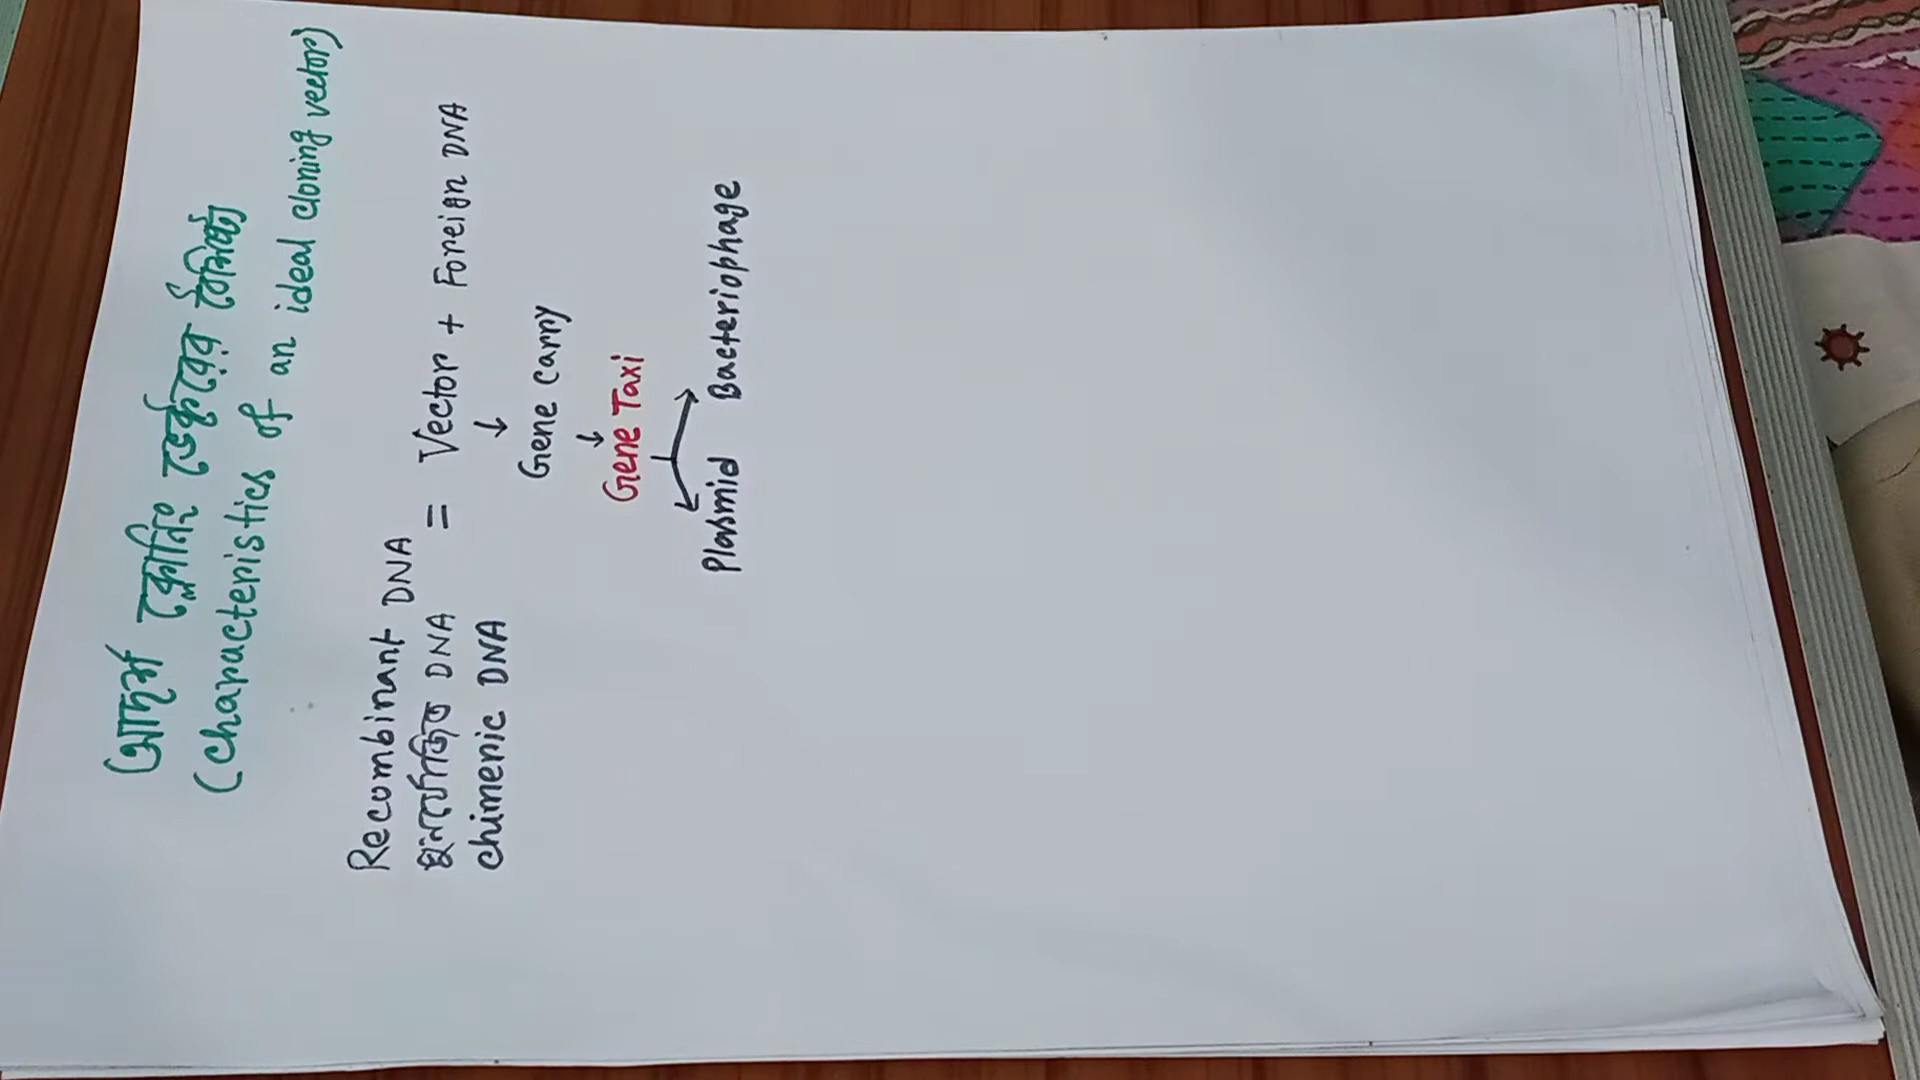 আদর্শ ক্লোনিং ভেক্টরের বৈশিষ্ট্য
(Characteristics of an ideal cloning vector)
Recombinant DNA
পুনর্যোজিত DNA = Vector + Foreign DNA
Chimeric DNA
↓
Gene Carry
↓
Gene Taxi
Plasmid Bacteriophage